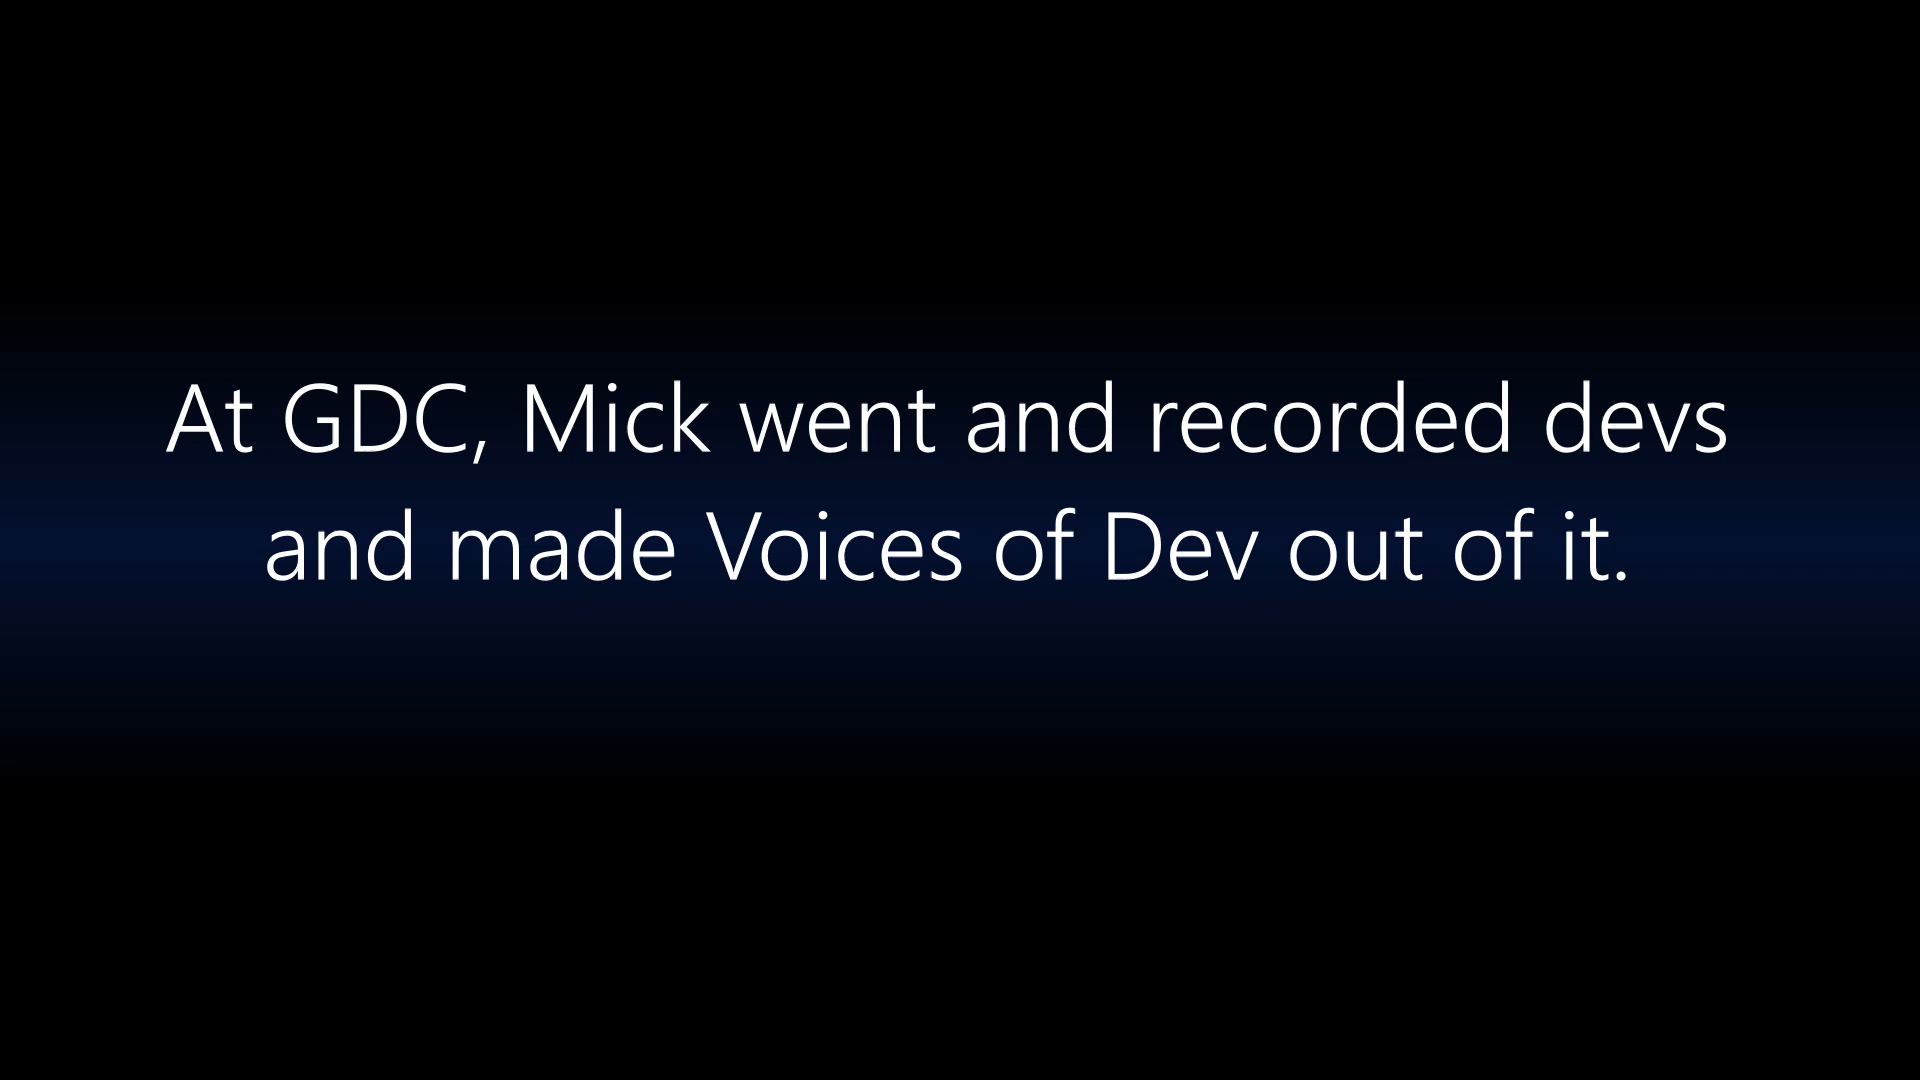 At GDC, Mick went and recorded devs
and made Voices of Dev out of it.